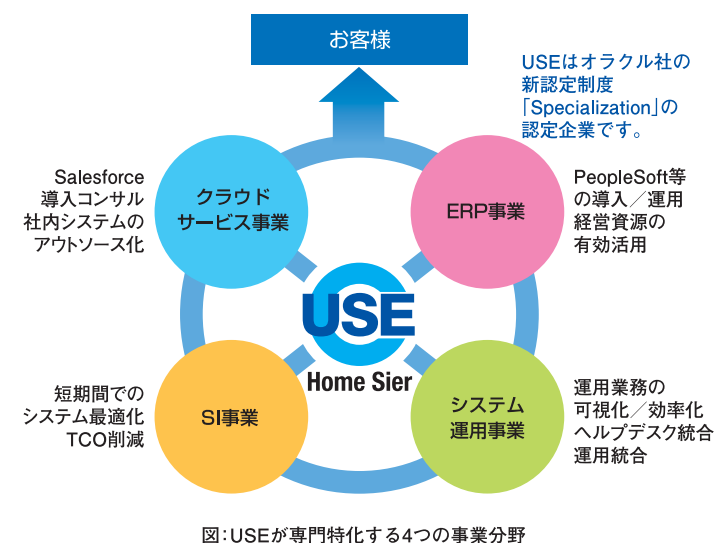 お客様
USEはオラクル社の
新認定制度
「Specialization」の
認定企業です。
Salesforce
導入コンサル
社内システムの
アウトソース化
クラウド
サービス事業
ERP事業
PeopleSoft等
の導入／運用
経営資源の
有効活用
USE
Home Sier
短期間での
システム最適化
TCO削減
SI事業
システム
運用事業
運用業務の
可視化／効率化
ヘルプデスク統合
運用統合
図：USEが専門特化する4つの事業分野